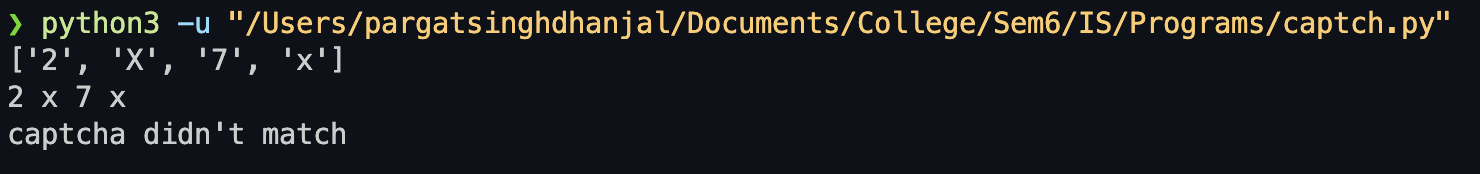 ❯ python3 -u "/Users/pargatsinghdhanjal/Documents/College/Sem6/IS/Programs/captch.py"
['2', 'X', '7', 'x']
2 x 7 x
captcha didn't match